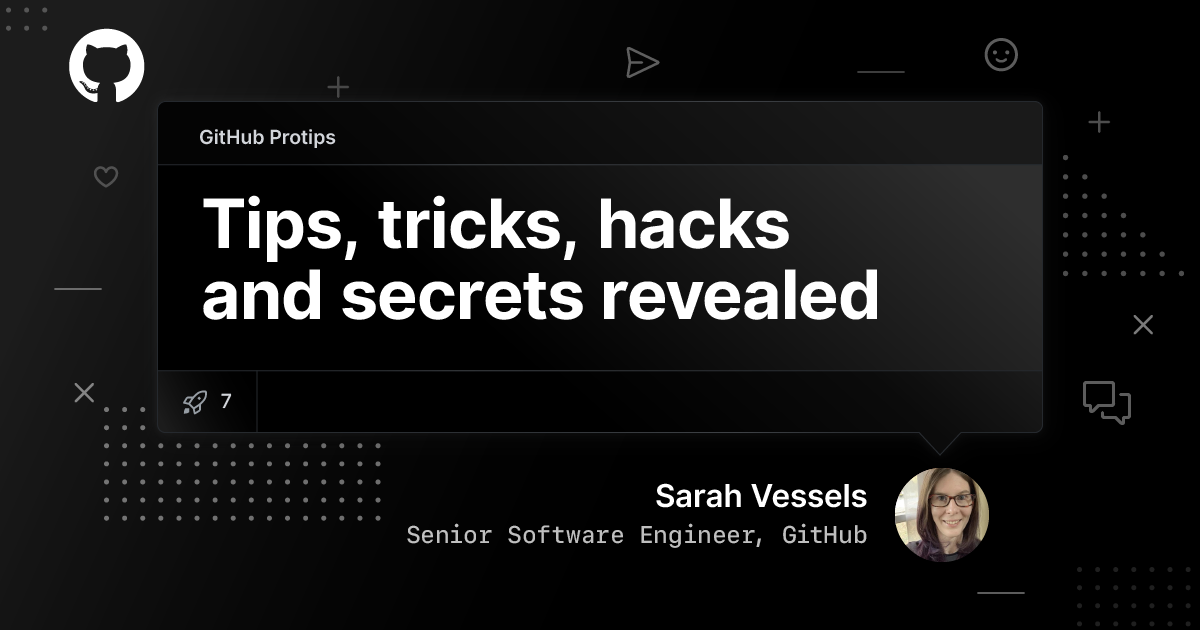 GitHub Protips
Tips, tricks, hacks
and secrets revealed
7
Sarah Vessels
Senior Software Engineer, GitHub